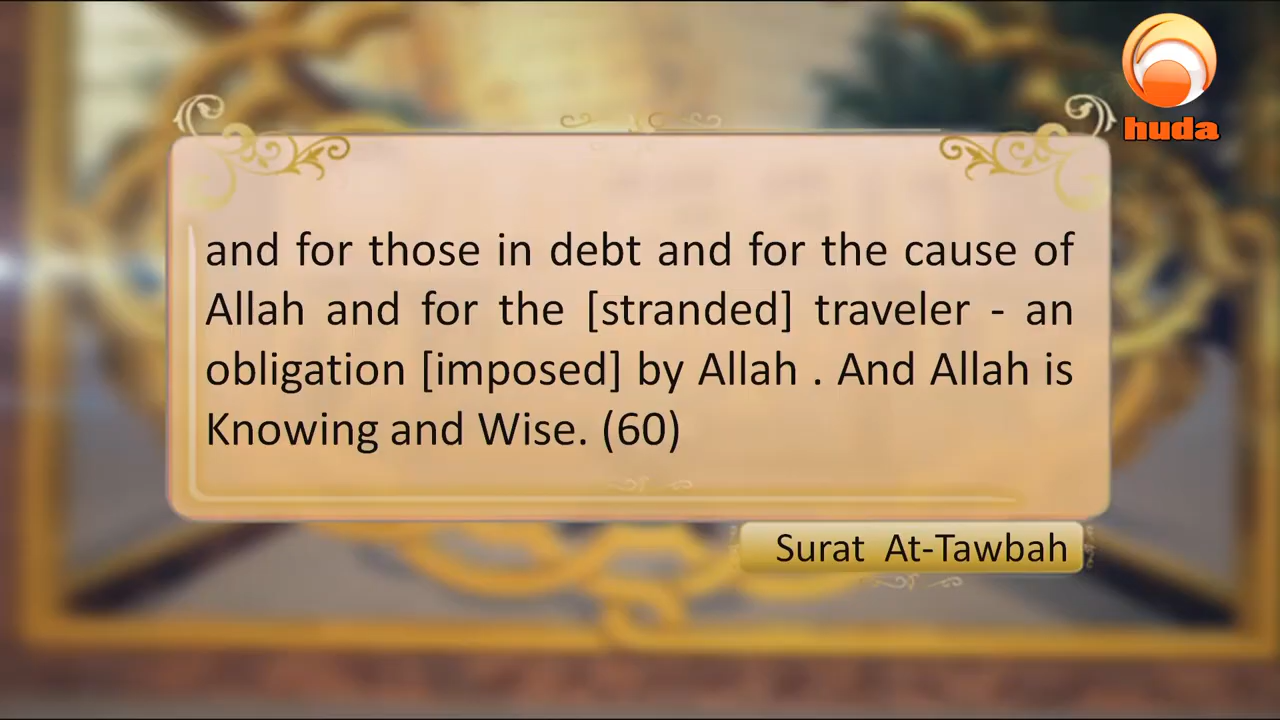 huda
and for those in debt and for the cause of
Allah and for the [stranded] traveler - an
obligation [imposed] by Allah . And Allah is
Knowing and Wise. (60)
Surat At-Tawbah